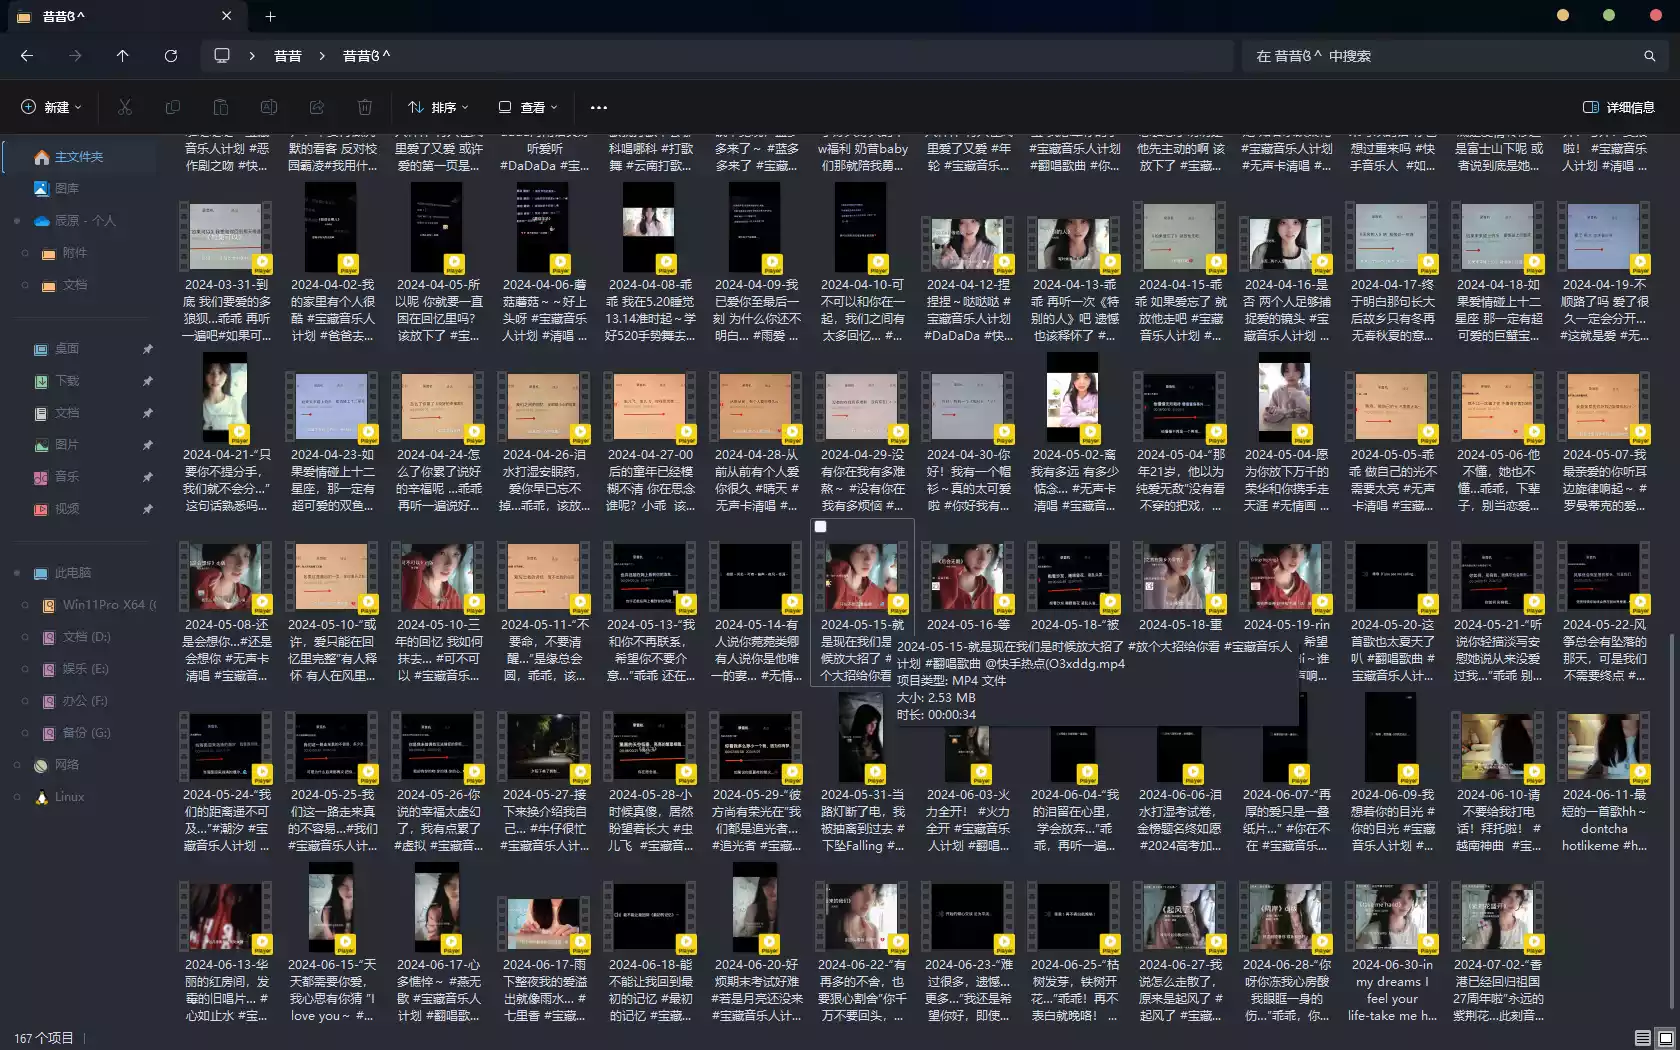 昔昔წ ^
昔昔 > 昔昔წ ^
在 昔昔წ ^ 中搜索
新建
排序
查看
详细信息
主文件夹
图库
辰原 - 个人
附件
文档
桌面
下载
文档
图片
音乐
视频
此电脑
Win11Pro X64 (C
文档 (D:)
娱乐 (E:)
办公 (F:)
备份 (G:)
网络
Linux
音乐人计划 #恶作剧之吻 #快...
默的看客 反对校园霸凌#我用什...
里爱了又爱 或许爱的第一页是...
听爱听 #DaDaDa #宝...
科唱哪科 #打歌舞 #云南打歌...
多来了~ #蓝多多来了 #宝藏...
w福利 奶昔baby们那就陪我勇...
里爱了又爱 #年轮 #宝藏音乐...
#宝藏音乐人计划 #翻唱歌曲 #你...
他先主动的啊 该放下了 #宝藏...
#宝藏音乐人计划 #无声卡清唱 #...
想过重来吗 #快手音乐人 #如...
是富士山下呢 或者说到底是她...
#宝藏音乐人计划 #清唱 ...
2024-03-31-到底 我们要爱的多狼狈...乖乖 再听一遍吧#如果可...
2024-04-02-我的家里有个人很酷 #宝藏音乐人计划 #爸爸去...
2024-04-05-所以呢 你就要一直困在回忆里吗？该放下了 #宝...
2024-04-06-蘑菇蘑菇~~好上头呀 #宝藏音乐人计划 #清唱 ...
2024-04-08-乖乖 我在5.20睡觉13.14准时起~学好520手势舞去...
2024-04-09-我已爱你至最后一刻 为什么你还不明白... #雨爱 ...
2024-04-10-可不可以和你在一起，我们之间有太多回忆... #...
2024-04-12-捏捏捏~哒哒哒 #宝藏音乐人计划 #DaDaDa #快...
2024-04-13-乖乖 再听一次《特别的人》吧 遗憾也该释怀了 #...
2024-04-15-乖乖 如果爱忘了 就放他走吧 #宝藏音乐人计划 #...
2024-04-16-是否 两个人足够捕捉爱的镜头 #宝藏音乐人计划 #...
2024-04-17-终于明白那句长大后故乡只有冬再无春秋夏的意...
2024-04-18-如果爱情碰上十二星座 那一定有超可爱的巨蟹宝...
2024-04-19-不顺路了吗 爱了很久一定会分开...#这就是爱 #无...
2024-04-21-“只要你不提分手，我们就不会分...”这句话熟悉吗...
2024-04-23-如果爱情碰上十二星座，那一定有超可爱的双鱼...
2024-04-24-怎么了你累了说好的幸福呢 ...乖乖 再听一遍说好...
2024-04-26-泪水打湿安眠药，爱你早已忘不掉...乖乖，该放...
2024-04-27-00后的童年已经模糊不清 你在思念谁呢？小乖 该...
2024-04-28-从前从前有个人爱你很久 #晴天 #无声卡清唱 #...
2024-04-29-没有你在我有多难熬~ #没有你在我有多烦恼 #...
2024-04-30-你好！我有一个帽衫~真的太可爱啦 #你好我有...
2024-05-02-离我有多远 有多少惦念... #无声卡清唱 #宝藏音...
2024-05-04-“那年21岁，他以为纯爱无敌”没有看不穿的把戏，...
2024-05-04-愿为你放下万千的荣华和你携手走天涯 #无情画 ...
2024-05-05-乖乖 做自己的光不需要太亮 #无声卡清唱 #宝藏...
2024-05-06-他不懂，她也不懂...乖乖，下辈子，别当恋爱...
2024-05-07-我最亲爱的你听耳边旋律响起~ #罗曼蒂克的爱...
2024-05-08-还是会想你...#还是会想你 #无声卡清唱 #宝藏音...
2024-05-10-“或许，爱只能在回忆里完整”有人释怀 有人在风里...
2024-05-10-三年的回忆 我如何抹去... #可不可以 #宝藏音乐...
2024-05-11-“不要命，不要清醒...”是缘总会圆，乖乖，该...
2024-05-13-“我和你不再联系，希望你不要介意...”乖乖 还在...
2024-05-14-有人说你菀菀类卿 有人说你是他唯一的妻... #无情...
2024-05-15-就是现在我们是时候放大招了 #放个大招给你看
2024-05-16-等
2024-05-18-“被
2024-05-18-重
2024-05-19-rin
2024-05-20-这首歌也太夏天了叭 #翻唱歌曲 #宝藏音乐人计...
2024-05-21-“听说你轻描淡写安慰她说从来没爱过我...”乖乖 别...
2024-05-22-风筝总会有坠落的那天，可是我们不需要终点 #...
2024-05-15-就是现在我们是时候放大招了 #放个大招给你看 #宝藏音乐人计划 #翻唱歌曲 @快手热点(O3xddg.mp4
项目类型: MP4 文件
大小: 2.53 MB
时长: 00:00:34
2024-05-24-“我们的距离遥不可及...”#潮汐 #宝藏音乐人计划 ...
2024-05-25-我们这一路走来真的不容易...#我们 #宝藏音乐人计...
2024-05-26-你说的幸福太虚幻了，我有点累了 #虚拟 #宝藏音...
2024-05-27-接下来换介绍我自己... #牛仔很忙 #宝藏音乐人计...
2024-05-28-小时候真傻，居然盼望着长大 #虫儿飞 #宝藏音...
2024-05-29-“彼方尚有荣光在”我们都是追光者... #追光者 #宝藏...
2024-05-31-当路灯断了电，我被抽离到过去 #下坠Falling #...
2024-06-03-火力全开！ #火力全开 #宝藏音乐人计划 #翻唱...
2024-06-04-“我的泪留在心里，学会放弃...”乖乖，再听一遍...
2024-06-06-泪水打湿考试卷，金榜题名终如愿 #2024高考加...
2024-06-07-“再厚的爱只是一叠纸片...” #你在不在 #宝藏音乐...
2024-06-09-我想着你的目光 #你的目光 #宝藏音乐人计划 #...
2024-06-10-请不要给我打电话！拜托啦！ #越南神曲 #宝...
2024-06-11-最短的一首歌hh~dontcha hotlikeme #h...
2024-06-13-华丽的红房间，发霉的旧唱片... #心如止水 #宝...
2024-06-15-“天天都需要你爱，我心思有你猜 ”I love you~ #...
2024-06-17-心多憔悴~ #燕无歇 #宝藏音乐人计划 #翻唱歌...
2024-06-17-雨下整夜我的爱溢出就像雨水... #七里香 #宝藏...
2024-06-18-能不能让我回到最初的记忆 #最初的记忆 #宝藏...
2024-06-20-好烦期末考试好难 #若是月亮还没来 #宝藏音乐人计...
2024-06-22-“有再多的不舍，也要狠心割舍”你千万不要回头，...
2024-06-23-“难过很多，遗憾更多...”我还是希望你好，即使...
2024-06-25-“枯树发芽，铁树开花...”乖乖！再不表白就晚咯！ ...
2024-06-27-我说怎么走散了，原来是起风了 #起风了 #宝藏...
2024-06-28-“你呀你冻我心房酸我眼眶一身的伤...”乖乖，你...
2024-06-30-in my dreams I feel your life-take me h...
2024-07-02-“香港已经回归祖国27周年啦”永远的紫荆花...此刻音...
167 个项目